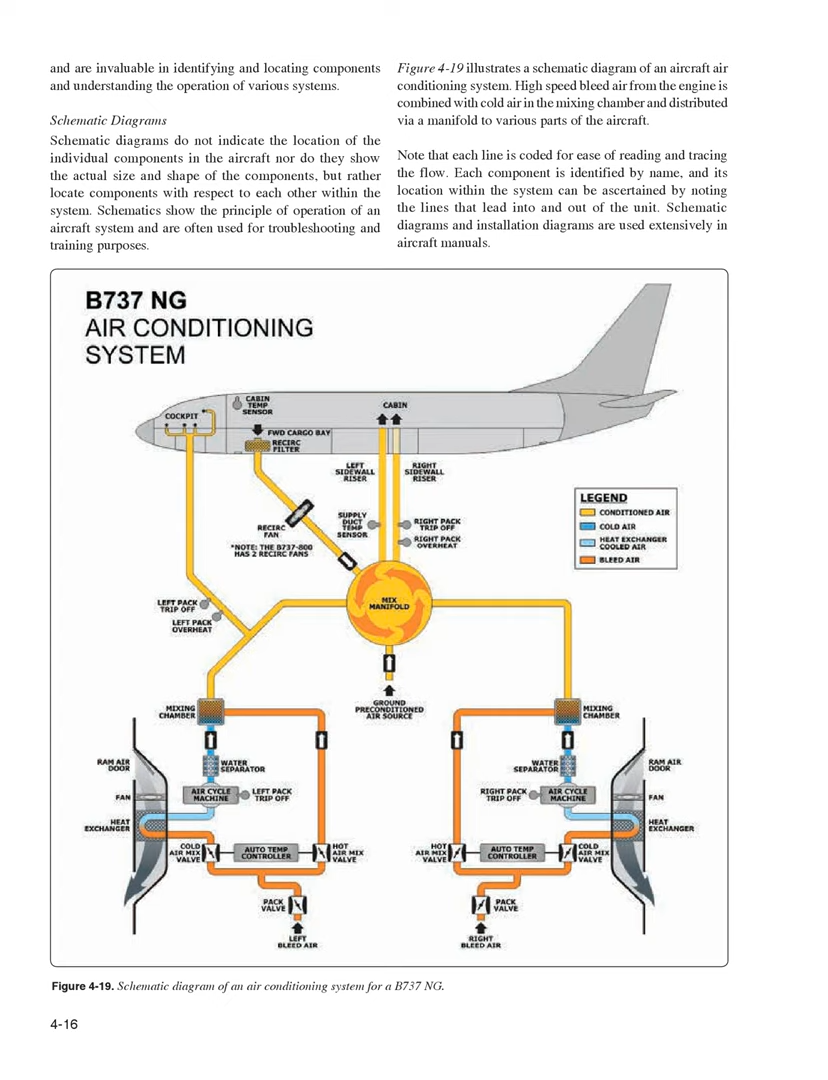 and are invaluable in identifying and locating components
and understanding the operation of various systems.
Schematic Diagrams
Schematic diagrams do not indicate the location of the
individual components in the aircraft nor do they show
the actual size and shape of the components, but rather
locate components with respect to each other within the
system. Schematics show the principle of operation of an
aircraft system and are often used for troubleshooting and
training purposes.
Figure 4-19 illustrates a schematic diagram of an aircraft air
conditioning system. High speed bleed air from the engine is
combined with cold air in the mixing chamber and distributed
via a manifold to various parts of the aircraft.
Note that each line is coded for ease of reading and tracing
the flow. Each component is identified by name, and its
location within the system can be ascertained by noting
the lines that lead into and out of the unit. Schematic
diagrams and installation diagrams are used extensively in
aircraft manuals.
B737 NG
AIR CONDITIONING
SYSTEM
COCKPIT
CABIN
TEMP
SENSOR
CABIN
FWD CARGO BAY
RECIRC
FILTER
LEFT
SIDEWALL
RISER
RIGHT
SIDEWALL
RISER
LEGEND
CONDITIONED AIR
COLD AIR
HEAT EXCHANGER
COOLED AIR
BLEED AIR
RECIRC
FAN
*NOTE: THE B737-800
HAS 2 RECIRC FANS
SUPPLY
DUCT
TEMP
SENSOR
RIGHT PACK
TRIP OFF
RIGHT PACK
OVERHEAT
LEFT PACK
TRIP OFF
LEFT PACK
OVERHEAT
MIX
MANIFOLD
GROUND
PRECONDITIONED
AIR SOURCE
MIXING
CHAMBER
RAM AIR
DOOR
WATER
SEPARATOR
FAN
AIR CYCLE
MACHINE
LEFT PACK
TRIP OFF
HEAT
EXCHANGER
COLD
AIR MIX
VALVE
AUTO TEMP
CONTROLLER
HOT
AIR MIX
VALVE
PACK
VALVE
LEFT
BLEED AIR
MIXING
CHAMBER
WATER
SEPARATOR
RAM AIR
DOOR
RIGHT PACK
TRIP OFF
AIR CYCLE
MACHINE
FAN
HEAT
EXCHANGER
HOT
AIR MIX
VALVE
AUTO TEMP
CONTROLLER
COLD
AIR MIX
VALVE
PACK
VALVE
RIGHT
BLEED AIR
Figure 4-19. Schematic diagram of an air conditioning system for a B737 NG.
4-16